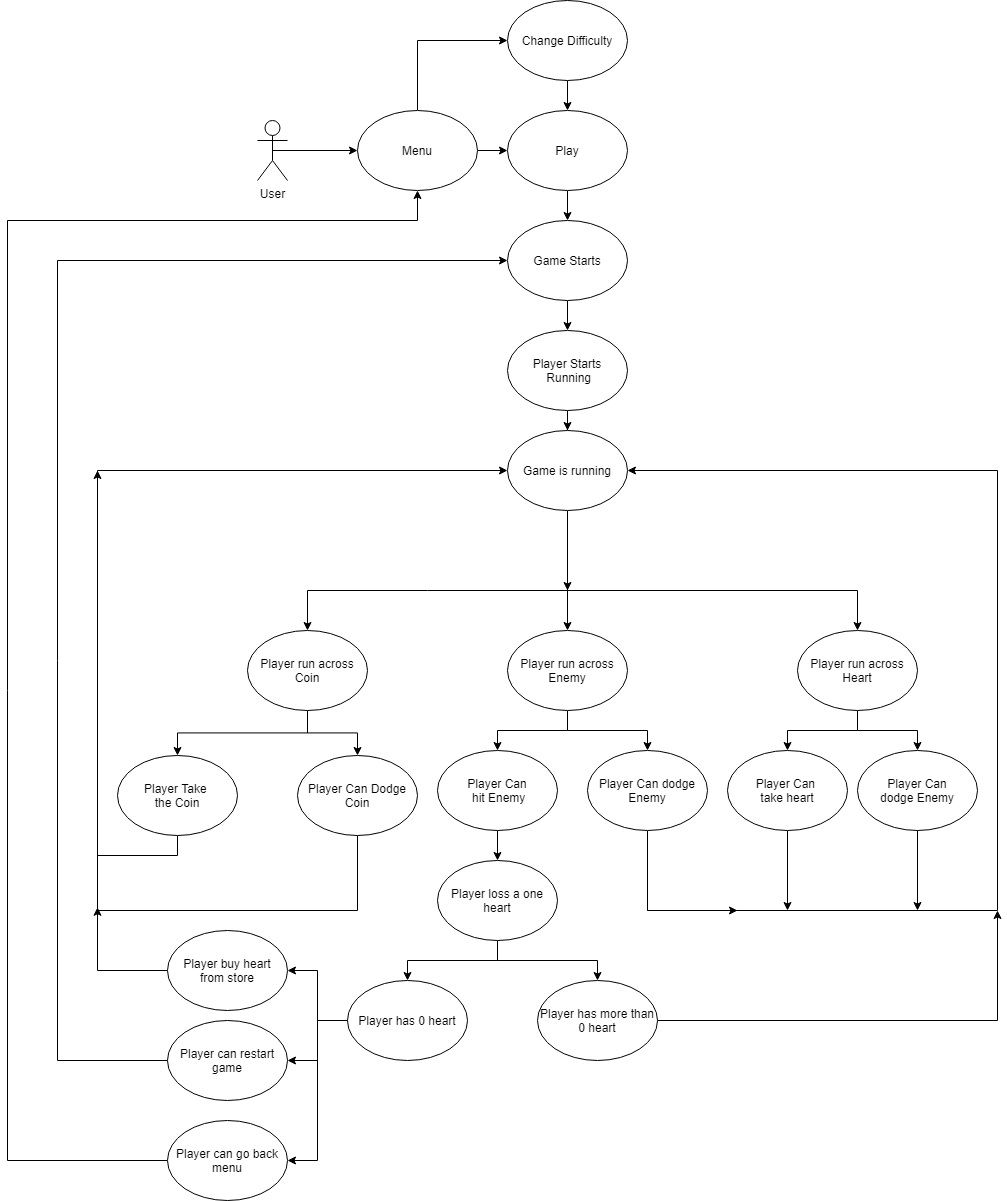 Change Difficulty
Menu
Play
User
Game Starts
Player Starts
Running
Game is running
Player run across
Coin
Player run across
Enemy
Player run across
Heart
Player Take
the Coin
Player Can Dodge
Coin
Player Can
hit Enemy
Player Can dodge
Enemy
Player Can
take heart
Player Can
dodge Enemy
Player loss a one
heart
Player buy heart
from store
Player has 0 heart
Player has more than
0 heart
Player can restart
game
Player can go back
menu